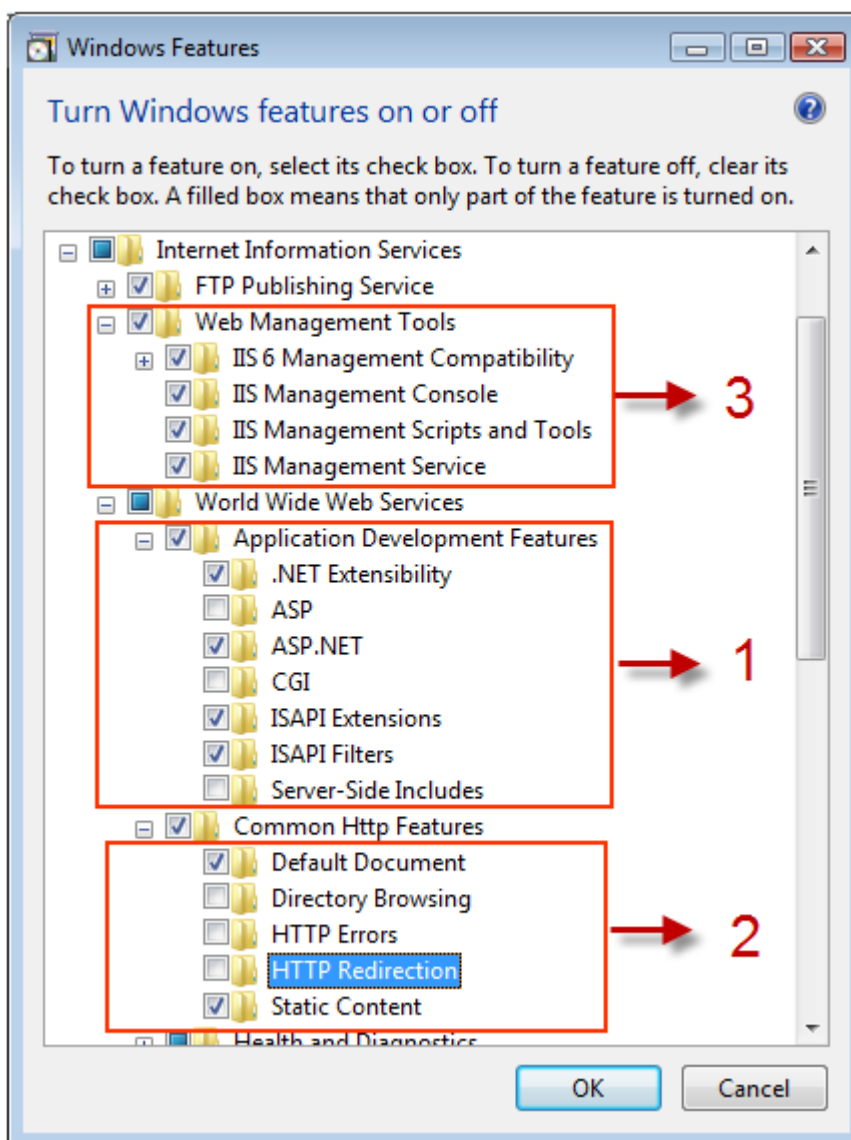 Windows Features
Turn Windows features on or off
To turn a feature on, select its check box. To turn a feature off, clear its
check box. A filled box means that only part of the feature is turned on.
Internet Information Services
FTP Publishing Service
Web Management Tools
IIS 6 Management Compatibility
IIS Management Console
3
IIS Management Scripts and Tools
IIS Management Service
World Wide Web Services
Application Development Features
.NET Extensibility
ASP
ASP.NET
1
CGI
ISAPI Extensions
ISAPI Filters
Server-Side Includes
Common Http Features
Default Document
Directory Browsing
HTTP Errors
2
HTTP Redirection
Static Content
Health and Diagnostics
OK
Cancel